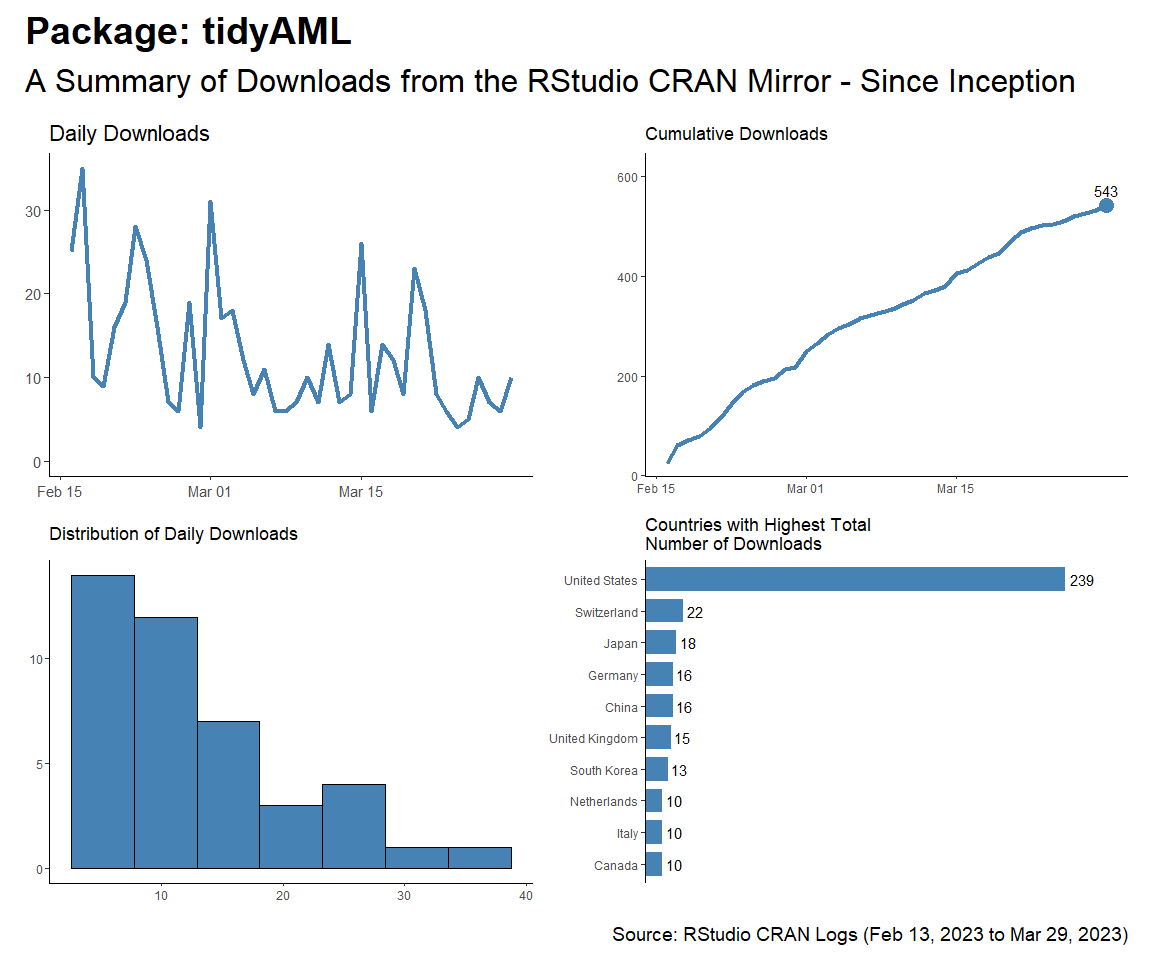 Package: tidyAML
A Summary of Downloads from the RStudio CRAN Mirror - Since Inception
Daily Downloads
30
20
10
0
Feb 15 Mar 01 Mar 15
Cumulative Downloads
600
400
200
0
543
Feb 15 Mar 01 Mar 15
Distribution of Daily Downloads
10
5
0
10 20 30 40
Countries with Highest Total
Number of Downloads
United States 239
Switzerland 22
Japan 18
Germany 16
China 16
United Kingdom 15
South Korea 13
Netherlands 10
Italy 10
Canada 10
Source: RStudio CRAN Logs (Feb 13, 2023 to Mar 29, 2023)